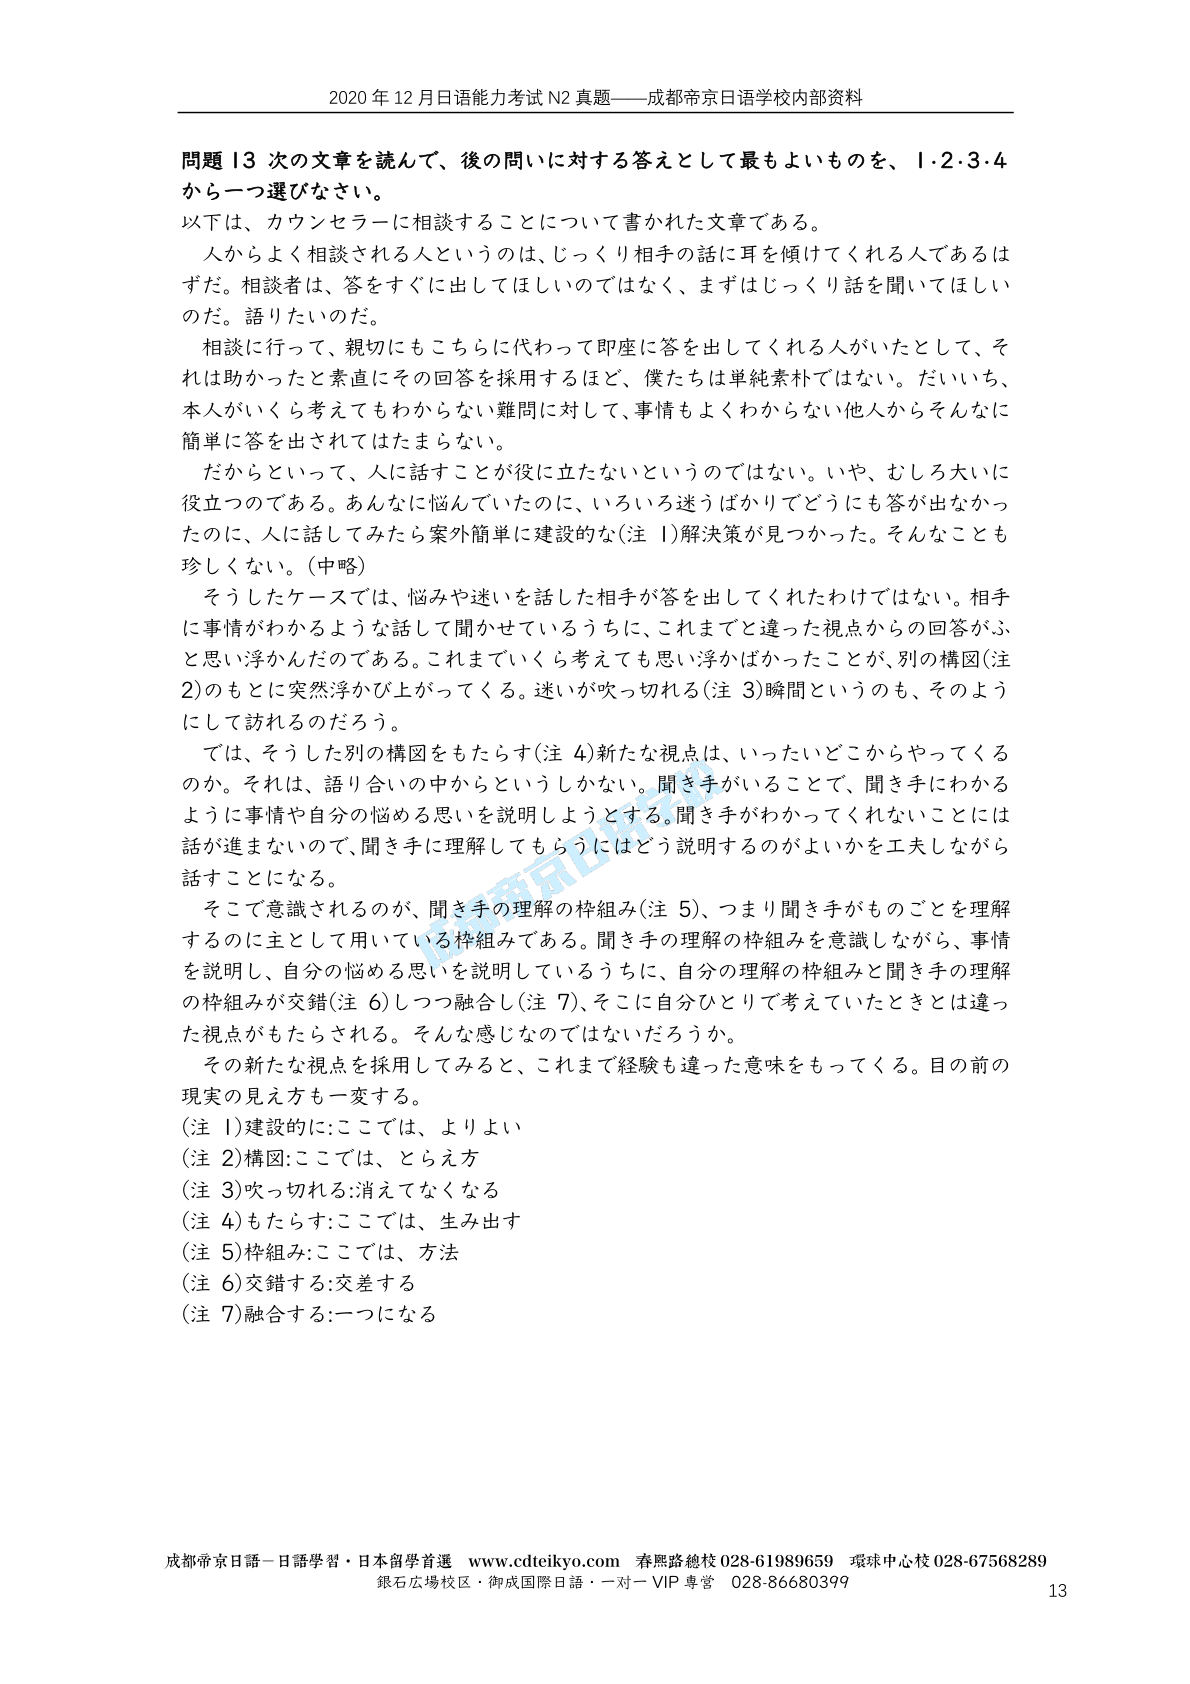 2020 年 12 月日语能力考试 N2 真题——成都帝京日语学校内部资料
問題 13 次の文章を読んで、後の問いに対する答えとして最もよいものを、1·2·3·4
から一つ選びなさい。
以下は、カウンセラーに相談することについて書かれた文章である。
人からよく相談される人というのは、じっくり相手の話に耳を傾けてくれる人であるは
ずだ。相談者は、答をすぐに出してほしいのではなく、まずはじっくり話を聞いてほしい
のだ。語りたいのだ。
相談に行って、親切にもこちらに代わって即座に答を出してくれる人がいたとして、そ
れは助かったと素直にその回答を採用するほど、僕たちは単純素朴ではない。だいいち、
本人がいくら考えてもわからない難問に対して、事情もよくわからない他人からそんなに
簡単に答を出されてはたまらない。
だからといって、人に話すことが役に立たないというのではない。いや、むしろ大いに
役立つのである。あんなに悩んでいたのに、いろいろ迷うばかりでどうにも答が出なかっ
たのに、人に話してみたら案外簡単に建設的な(注 1)解決策が見つかった。そんなことも
珍しくない。(中略)
そうしたケースでは、悩みや迷いを話した相手が答を出してくれたわけではない。相手
に事情がわかるような話して聞かせているうちに、これまでと違った視点からの回答がふ
と思い浮かんだのである。これまでいくら考えても思い浮かばかったことが、別の構図(注
2)のもとに突然浮かび上がってくる。迷いが吹っ切れる(注 3)瞬間というのも、そのよう
にして訪れるのだろう。
では、そうした別の構図をもたらす(注 4)新たな視点は、いったいどこからやってくる
のか。それは、語り合いの中からというしかない。聞き手がいることで、聞き手にわかる
ように事情や自分の悩める思いを説明しようとする。聞き手がわかってくれないことには
話が進まないので、聞き手に理解してもらうにはどう説明するのがよいかを工夫しながら
話すことになる。
そこで意識されるのが、聞き手の理解の枠組み(注 5)、つまり聞き手がものごとを理解
するのに主として用いている枠組みである。聞き手の理解の枠組みを意識しながら、事情
を説明し、自分の悩める思いを説明しているうちに、自分の理解の枠組みと聞き手の理解
の枠組みが交錯(注 6)しつつ融合し(注 7)、そこに自分ひとりで考えていたときとは違っ
た視点がもたらされる。そんな感じなのではないだろうか。
その新たな視点を採用してみると、これまで経験も違った意味をもってくる。目の前の
現実の見え方も一変する。
(注 1)建設的に:ここでは、よりよい
(注 2)構図:ここでは、とらえ方
(注 3)吹っ切れる:消えてなくなる
(注 4)もたらす:ここでは、生み出す
(注 5)枠組み:ここでは、方法
(注 6)交錯する:交差する
(注 7)融合する:一つになる
成都帝京日语学校
成都帝京日語－日語學習・日本留學首選 www.cdteikyo.com 春熙路總校 028-61989659 環球中心校 028-67568289
銀石広場校区・御成国際日語・一对一 VIP 專営 028-86680399
13